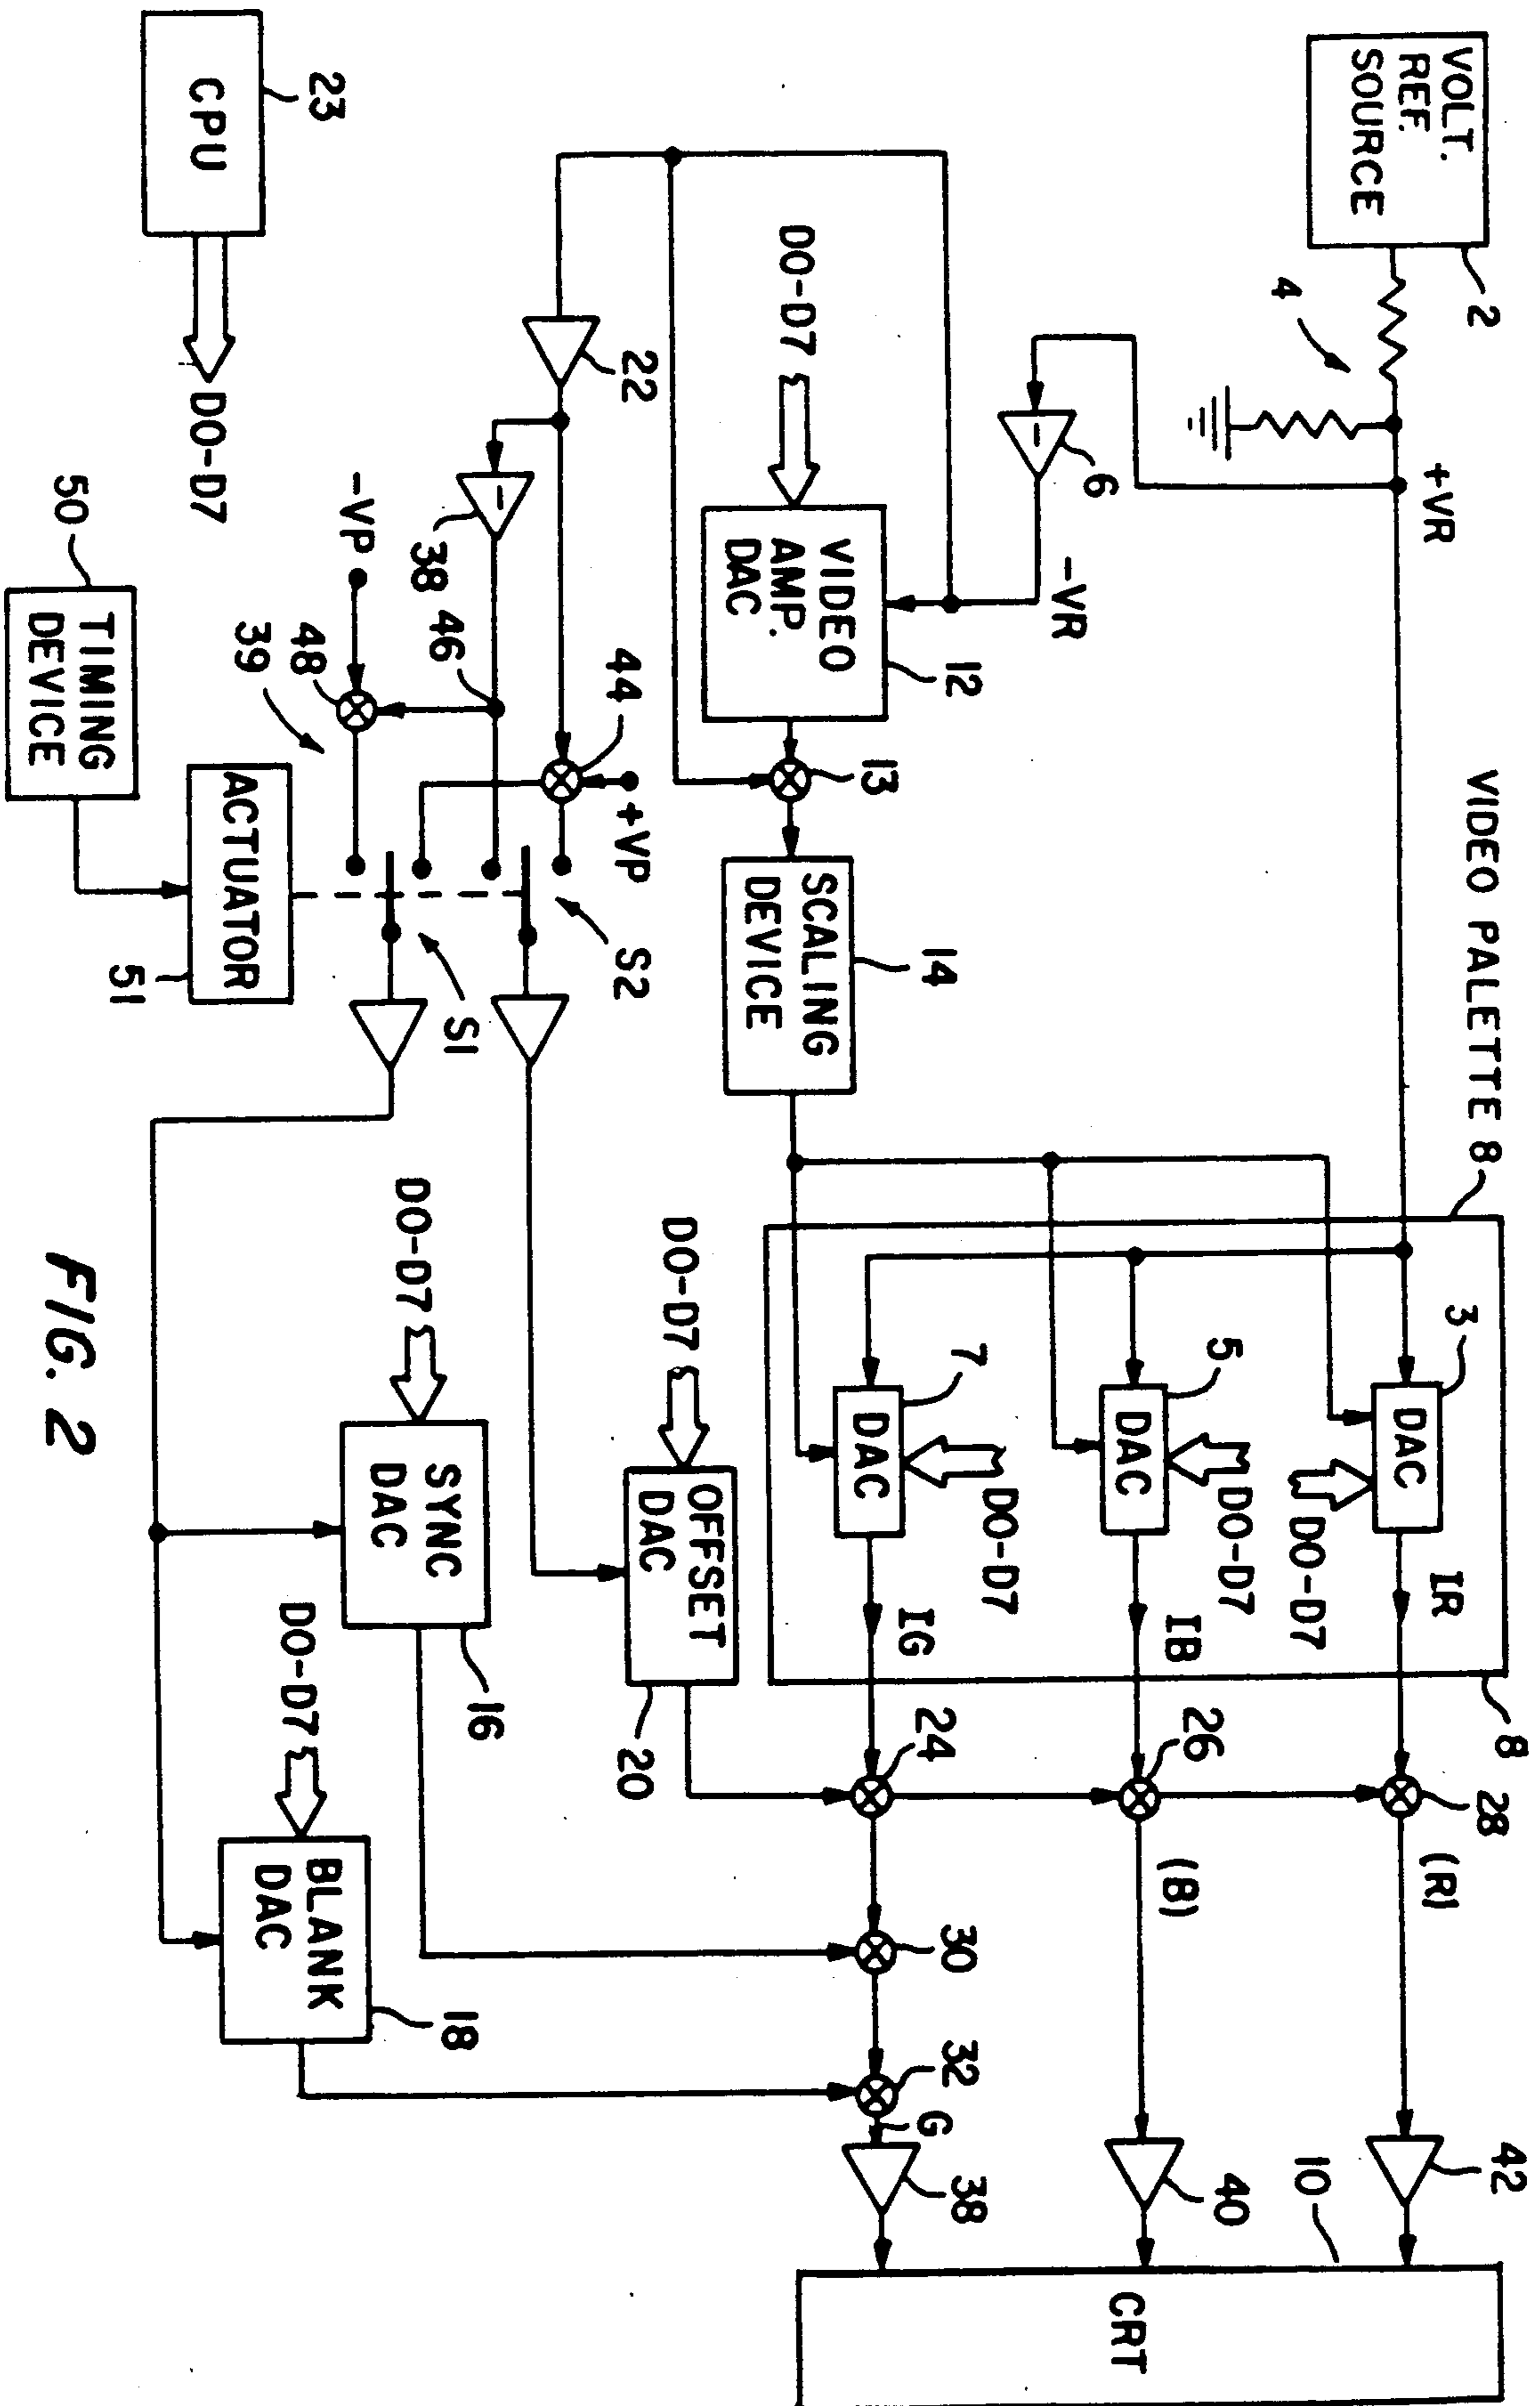 VOLT.
REF.
SOURCE
2
4
+VR
6
-VR
VIDEO PALETTE 8
3
DAC
D0-D7
IR
5
DAC
D0-D7
IB
7
DAC
D0-D7
IG
8
28
(R)
42
26
(B)
40
24
30
32
G
38
10
CRT
D0-D7
VIDEO
AMP.
DAC
12
13
SCALING
DEVICE
14
22
38
44
+VP
46
-VP
48
39
S2
S1
D0-D7
OFFSET
DAC
20
D0-D7
SYNC
DAC
16
D0-D7
BLANK
DAC
18
23
CPU
D0-D7
50
TIMING
DEVICE
ACTUATOR
51
FIG. 2